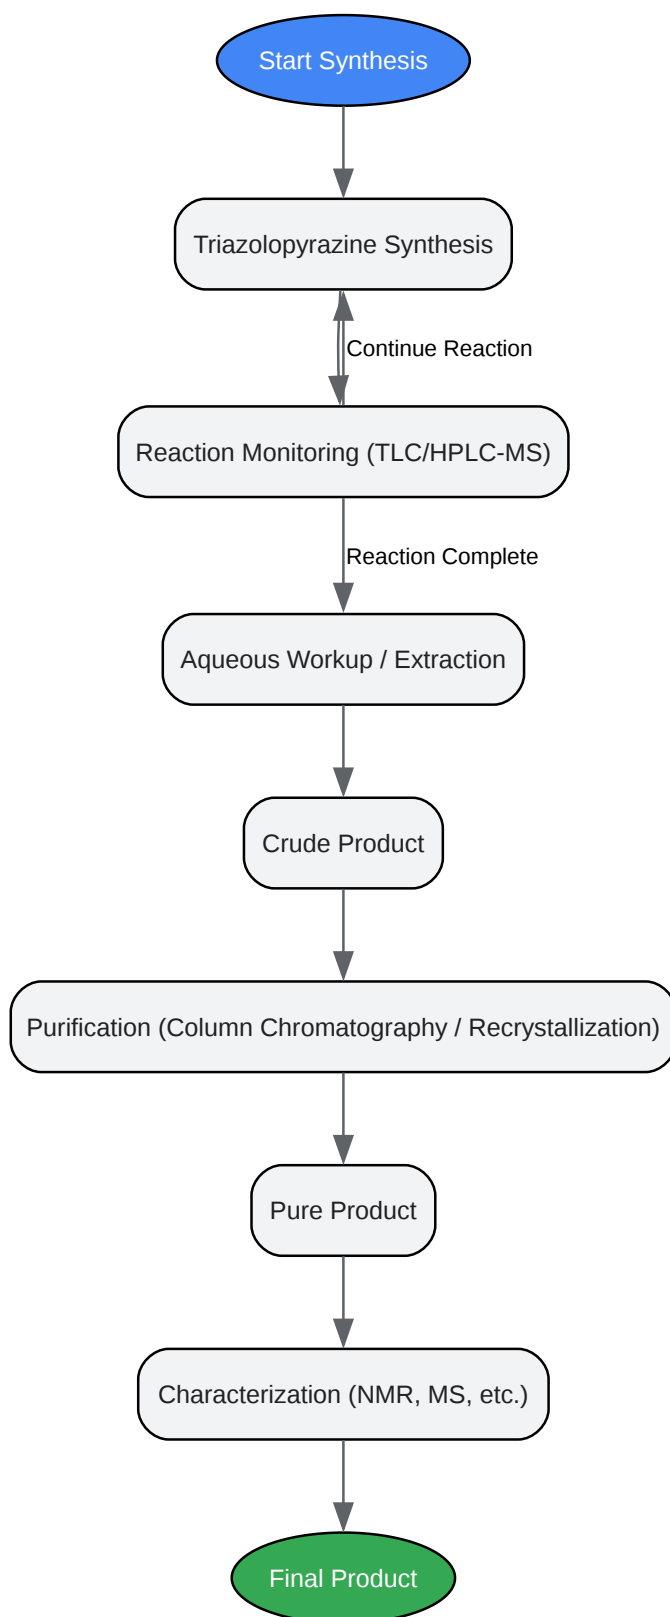 Start Synthesis
Triazolopyrazine Synthesis
Continue Reaction
Reaction Monitoring (TLC/HPLC-MS)
Reaction Complete
Aqueous Workup / Extraction
Crude Product
Purification (Column Chromatography / Recrystallization)
Pure Product
Characterization (NMR, MS, etc.)
Final Product